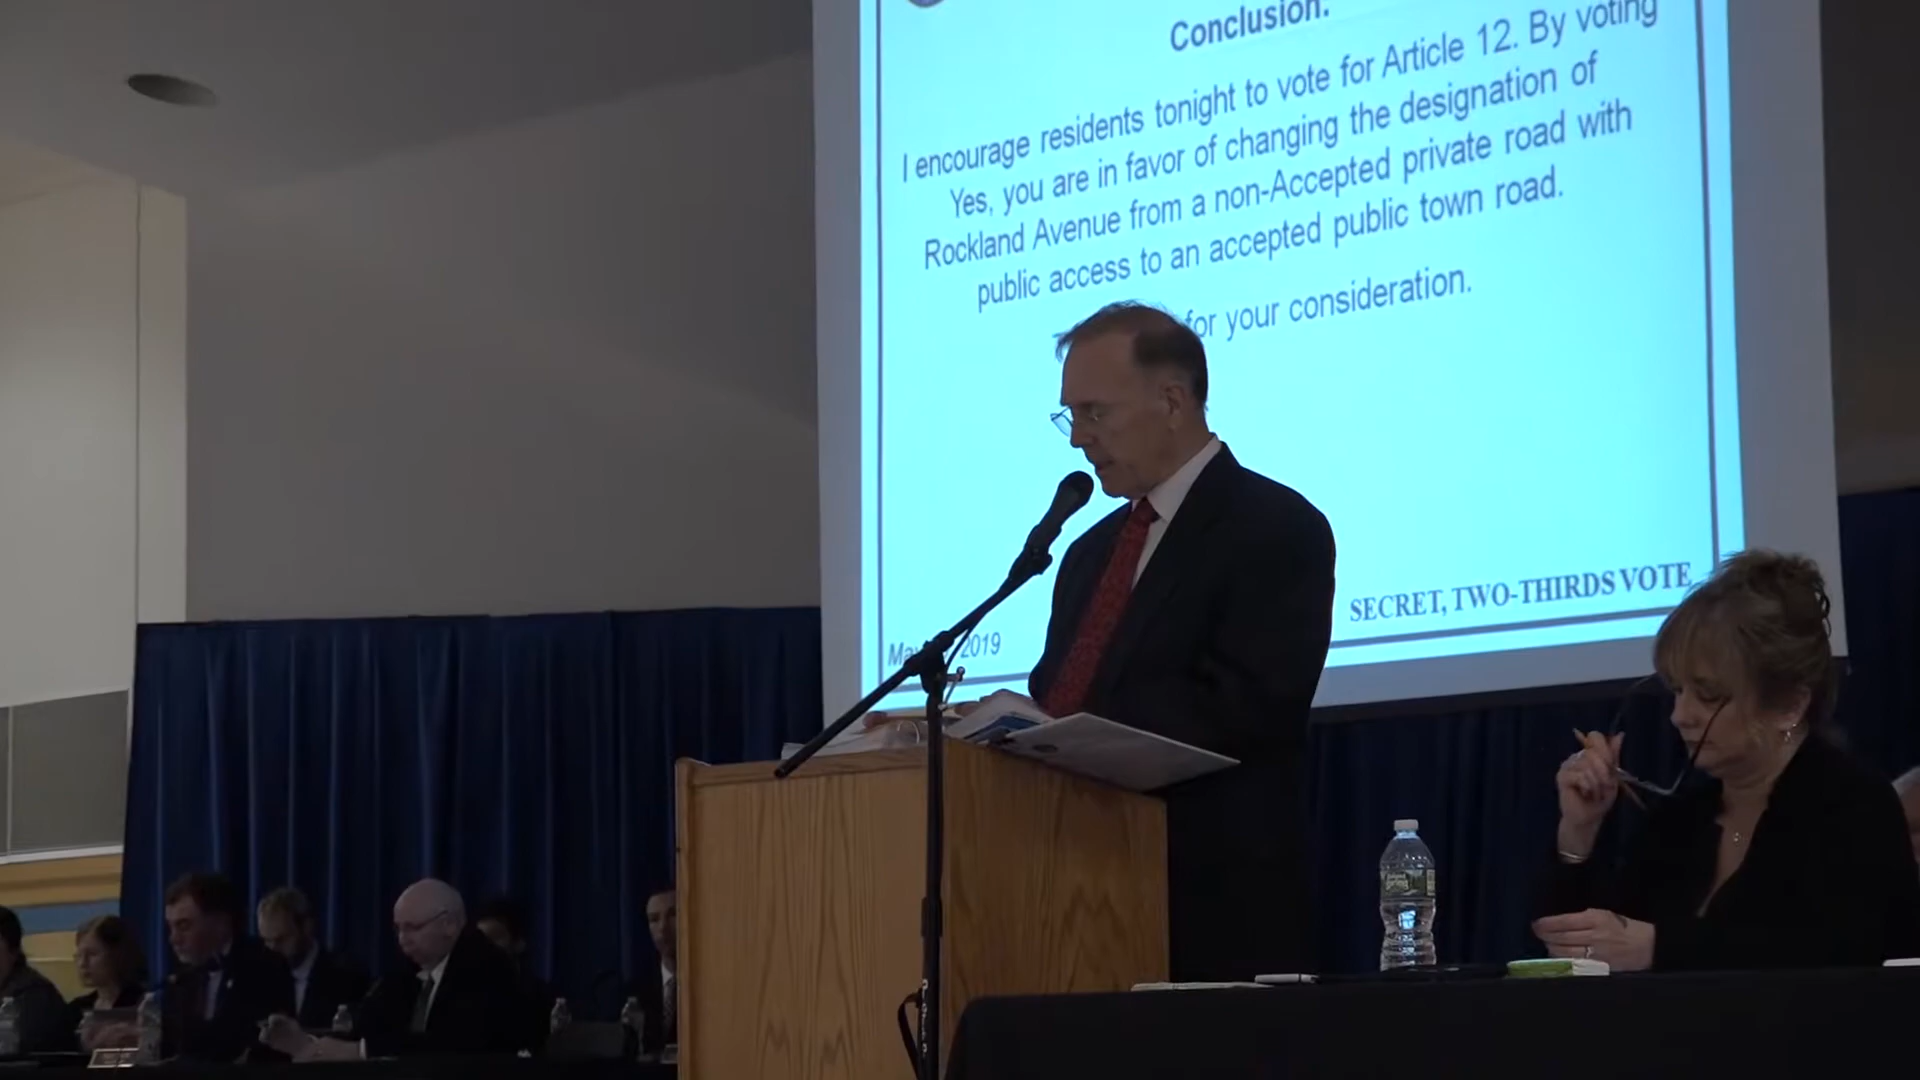 Conclusion:
I encourage residents tonight to vote for Article 12. By voting
Yes, you are in favor of changing the designation of
Rockland Avenue from a non-Accepted private road with
public access to an accepted public town road.
for your consideration.
SECRET, TWO-THIRDS VOTE
May 2019